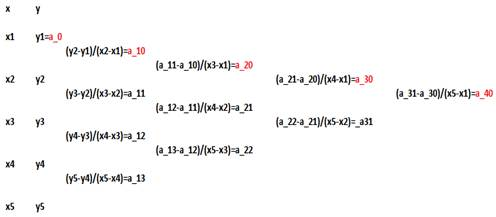 x y
x1 y1=a_0
(y2-y1)/(x2-x1)=a_10
(a_11-a_10)/(x3-x1)=a_20
x2 y2 (a_21-a_20)/(x4-x1)=a_30
(y3-y2)/(x3-x2)=a_11 (a_31-a_30)/(x5-x1)=a_40
(a_12-a_11)/(x4-x2)=a_21
x3 y3 (a_22-a_21)/(x5-x2)=_a31
(y4-y3)/(x4-x3)=a_12
(a_13-a_12)/(x5-x3)=a_22
x4 y4
(y5-y4)/(x5-x4)=a_13
x5 y5